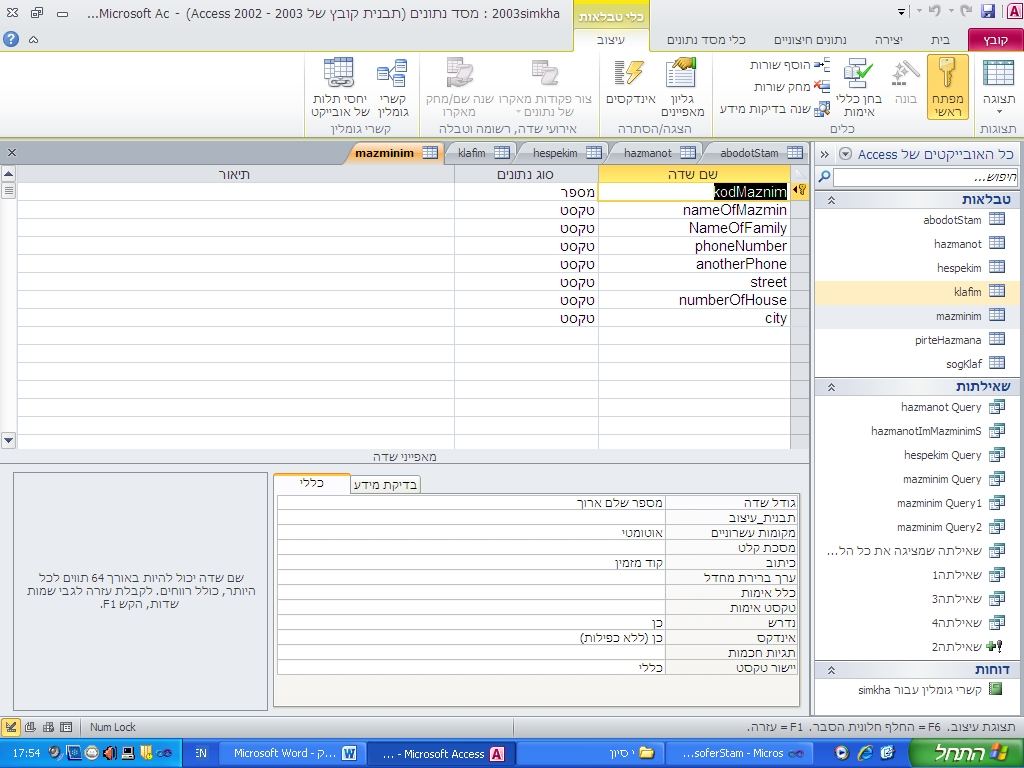 2003simkha : מסד נתונים (תבנית קובץ של Access 2002 - 2003) - Microsoft Ac...
כלי טבלאות
קובץ
בית
יצירה
נתונים חיצוניים
כלי מסד נתונים
עיצוב
תצוגה
מפתח ראשי
בונה
בחן כללי אימות
הוסף שורות
מחק שורות
שנה בדיקות מידע
גליון מאפיינים
אינדקסים
צור פקודות מאקרו של נתונים
שנה שם/מחק מאקרו
קשרי גומלין
יחסי תלות של אובייקט
תצוגות
כלים
הצגה/הסתרה
אירועי שדה, רשומה וטבלה
קשרי גומלין
כל האובייקטים של Access
חיפוש...
טבלאות
abodotStam
hazmanot
hespekim
klafim
mazminim
pirteHazmana
sogKlaf
שאילתות
hazmanot Query
hazmanotImMazminimS
hespekim Query
mazminim Query
mazminim Query1
mazminim Query2
שאילתה שמציגה את כל הל...
שאילתה1
שאילתה3
שאילתה4
שאילתה2
דוחות
קשרי גומלין עבור simkha
abodotStam
hazmanot
hespekim
klafim
mazminim
שם שדה סוג נתונים תיאור
kodMaznim מספר
nameOfMazmin טקסט
NameOfFamily טקסט
phoneNumber טקסט
anotherPhone טקסט
street טקסט
numberOfHouse טקסט
city טקסט
מאפייני שדה
כללי בדיקת מידע
גודל שדה מספר שלם ארוך
תבנית_עיצוב
מקומות עשרוניים אוטומטי
מסכת קלט
כיתוב קוד מזמין
ערך ברירת מחדל
כלל אימות
טקסט אימות
נדרש כן
אינדקס כן (ללא כפילות)
תגיות חכמות
יישור טקסט כללי
שם שדה יכול להיות באורך 64 תווים לכל
היותר, כולל רווחים. לקבלת עזרה לגבי שמות
שדות, הקש F1.
תצוגת עיצוב. F6 = החלף חלונית הסבר. F1 = עזרה.
Num Lock
התחל
soferStam - Micros...
י סיון
Microsoft Access - ...
ק - Microsoft Word...
EN
17:54